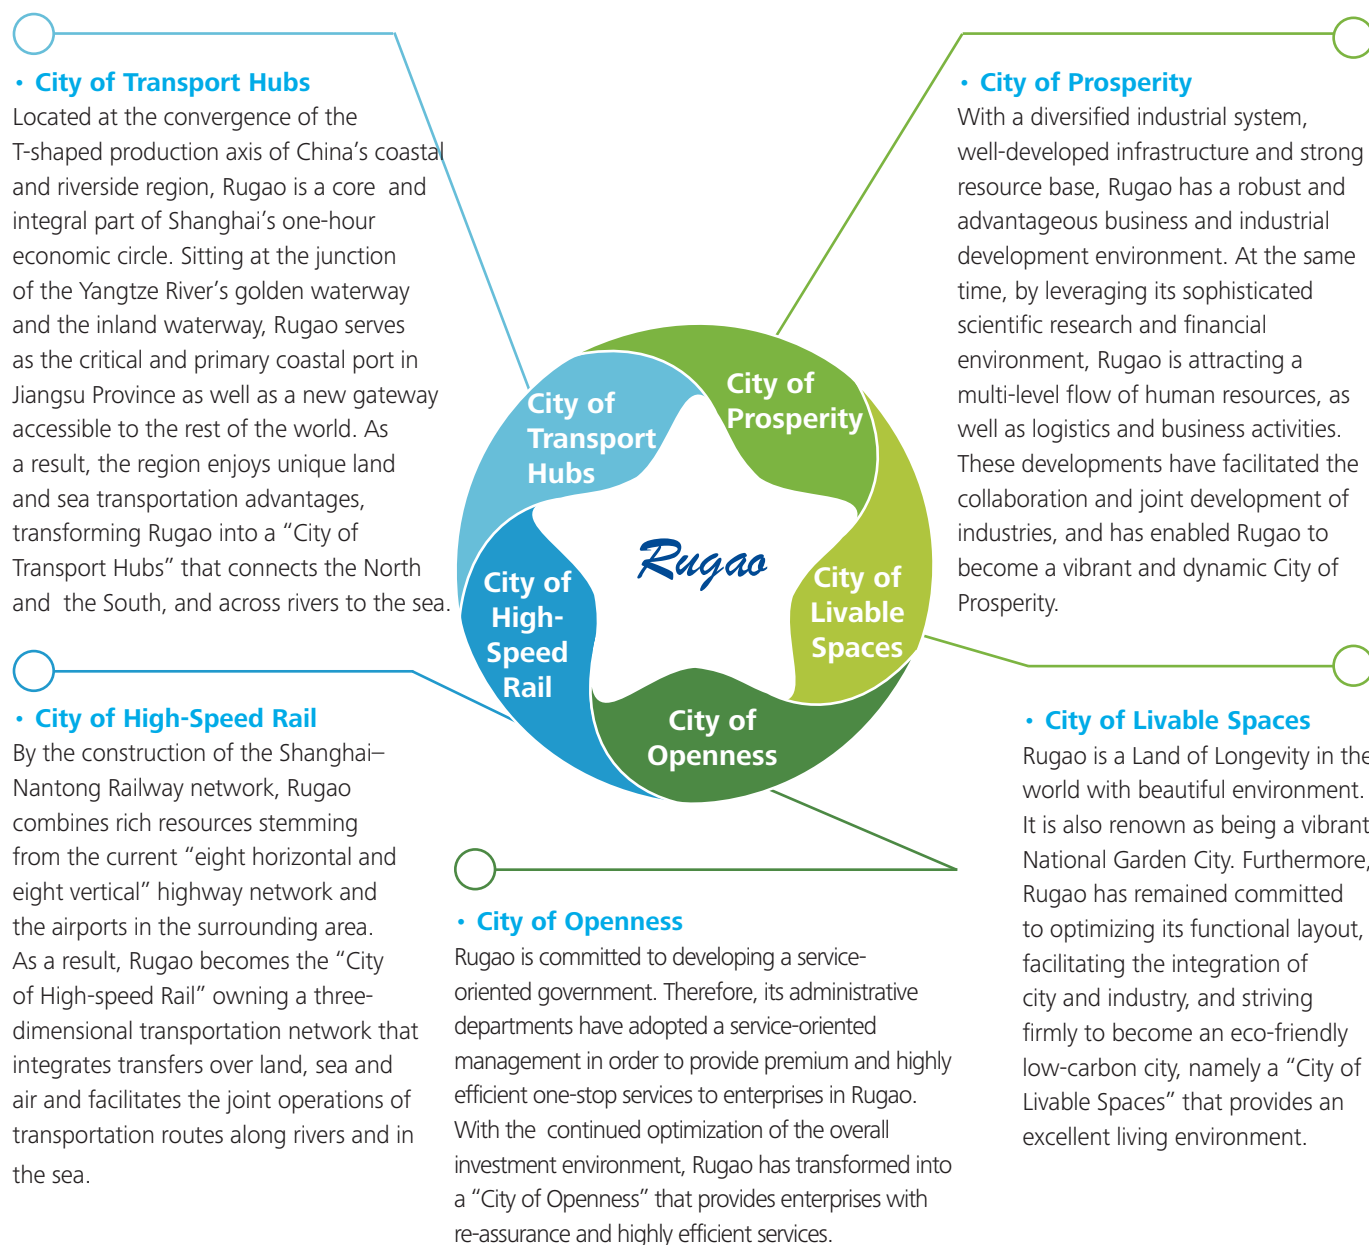 • City of Transport Hubs
Located at the convergence of the
T-shaped production axis of China’s coastal
and riverside region, Rugao is a core and
integral part of Shanghai’s one-hour
economic circle. Sitting at the junction
of the Yangtze River’s golden waterway
and the inland waterway, Rugao serves
as the critical and primary coastal port in
Jiangsu Province as well as a new gateway
accessible to the rest of the world. As
a result, the region enjoys unique land
and sea transportation advantages,
transforming Rugao into a “City of
Transport Hubs” that connects the North
and the South, and across rivers to the sea.
• City of Prosperity
With a diversified industrial system,
well-developed infrastructure and strong
resource base, Rugao has a robust and
advantageous business and industrial
development environment. At the same
time, by leveraging its sophisticated
scientific research and financial
environment, Rugao is attracting a
multi-level flow of human resources, as
well as logistics and business activities.
These developments have facilitated the
collaboration and joint development of
industries, and has enabled Rugao to
become a vibrant and dynamic City of
Prosperity.
City of
Transport
Hubs
City of
Prosperity
Rugao
City of
High-
Speed
Rail
City of
Livable
Spaces
City of
Openness
• City of High-Speed Rail
By the construction of the Shanghai–
Nantong Railway network, Rugao
combines rich resources stemming
from the current “eight horizontal and
eight vertical” highway network and
the airports in the surrounding area.
As a result, Rugao becomes the “City
of High-speed Rail” owning a three-
dimensional transportation network that
integrates transfers over land, sea and
air and facilitates the joint operations of
transportation routes along rivers and in
the sea.
• City of Openness
Rugao is committed to developing a service-
oriented government. Therefore, its administrative
departments have adopted a service-oriented
management in order to provide premium and highly
efficient one-stop services to enterprises in Rugao.
With the continued optimization of the overall
investment environment, Rugao has transformed into
a “City of Openness” that provides enterprises with
re-assurance and highly efficient services.
• City of Livable Spaces
Rugao is a Land of Longevity in the
world with beautiful environment.
It is also renown as being a vibrant
National Garden City. Furthermore,
Rugao has remained committed
to optimizing its functional layout,
facilitating the integration of
city and industry, and striving
firmly to become an eco-friendly
low-carbon city, namely a “City of
Livable Spaces” that provides an
excellent living environment.